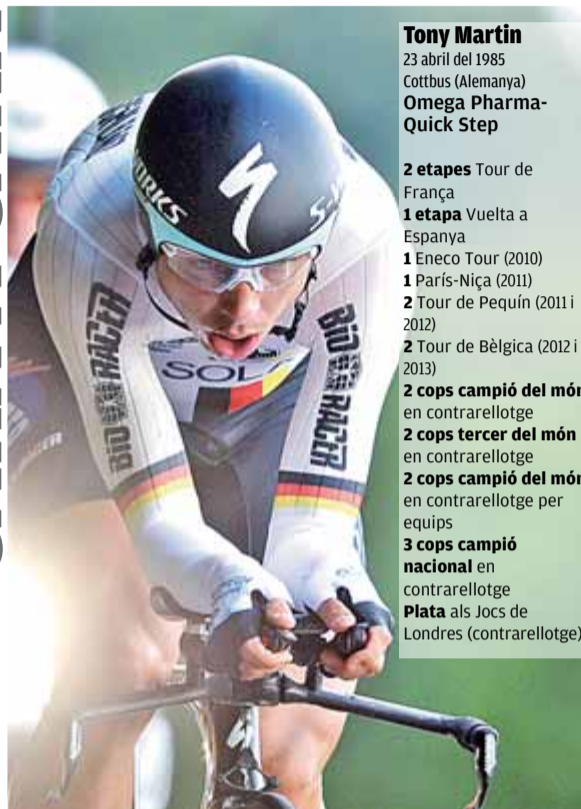 Tony Martin
23 abril del 1985
Cottbus (Alemanya)
Omega Pharma-
Quick Step
2 etapes Tour de
França
1 etapa Vuelta a
Espanya
1 Eneco Tour (2010)
1 París-Niça (2011)
2 Tour de Pequín (2011 i
2012)
2 Tour de Bèlgica (2012 i
2013)
2 cops campió del món
en contrarellotge
2 cops tercer del món
en contrarellotge
2 cops campió del món
en contrarellotge per
equips
3 cops campió
nacional en
contrarellotge
Plata als Jocs de
Londres (contrarellotge)
BIO RACER
BIO RACER